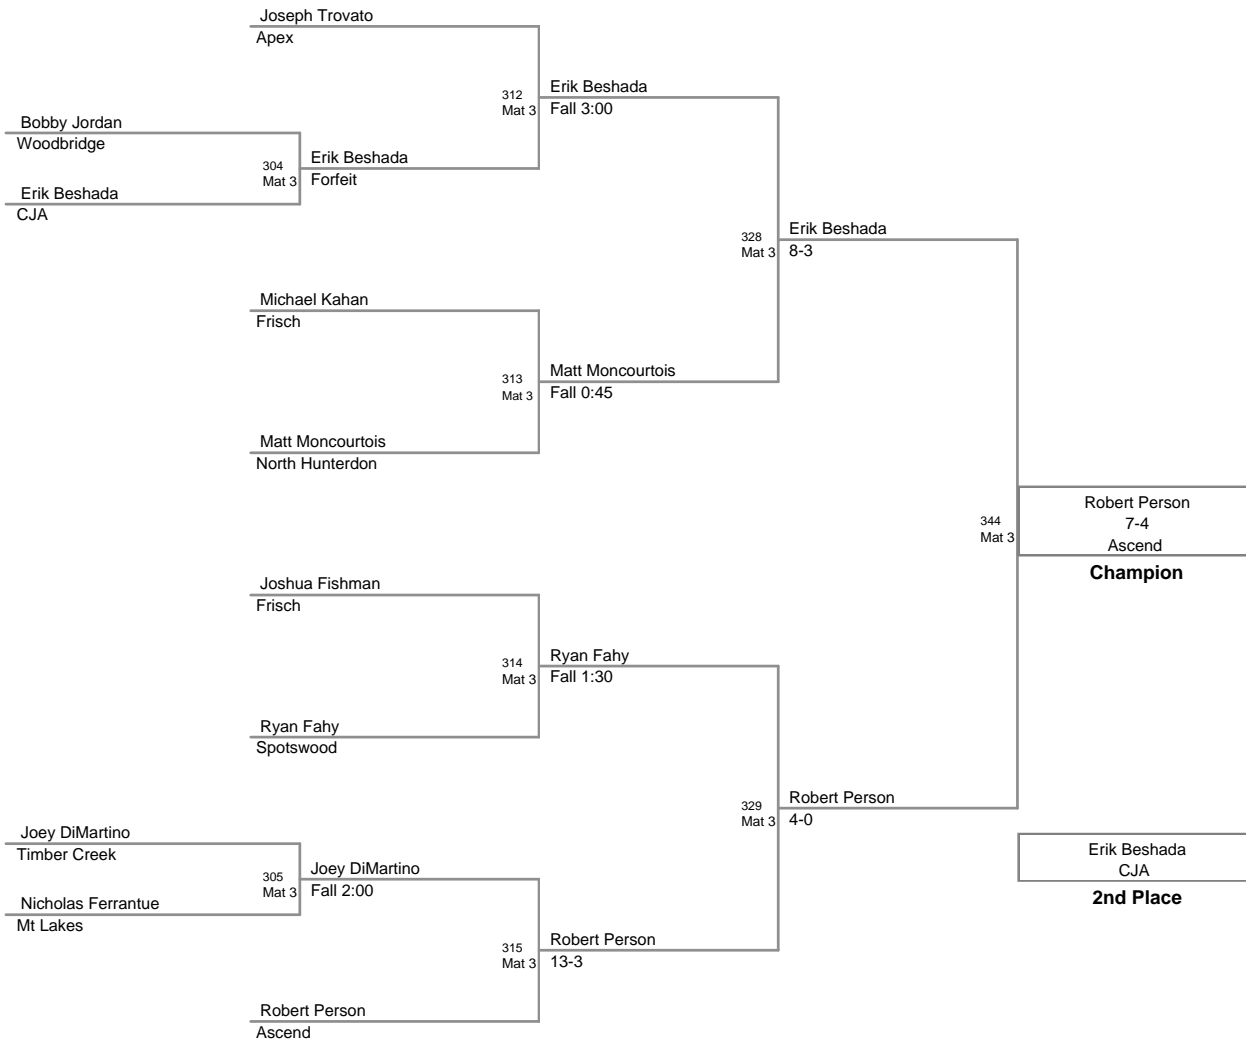 Joseph Trovato
Apex
312
Mat 3
Erik Beshada
Fall 3:00
Bobby Jordan
Woodbridge
304
Mat 3
Erik Beshada
Forfeit
Erik Beshada
CJA
328
Mat 3
Erik Beshada
8-3
Michael Kahan
Frisch
313
Mat 3
Matt Moncourtois
Fall 0:45
Matt Moncourtois
North Hunterdon
344
Mat 3
Robert Person
7-4
Ascend
Champion
Joshua Fishman
Frisch
314
Mat 3
Ryan Fahy
Fall 1:30
Ryan Fahy
Spotswood
329
Mat 3
Robert Person
4-0
Joey DiMartino
Timber Creek
305
Mat 3
Joey DiMartino
Fall 2:00
Nicholas Ferrantue
Mt Lakes
Erik Beshada
CJA
2nd Place
315
Mat 3
Robert Person
13-3
Robert Person
Ascend